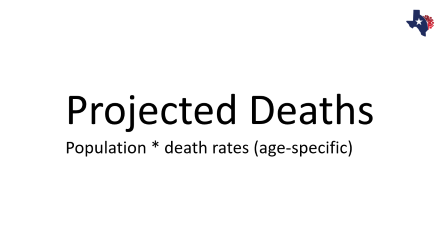 Projected Deaths
Population * death rates (age-specific)